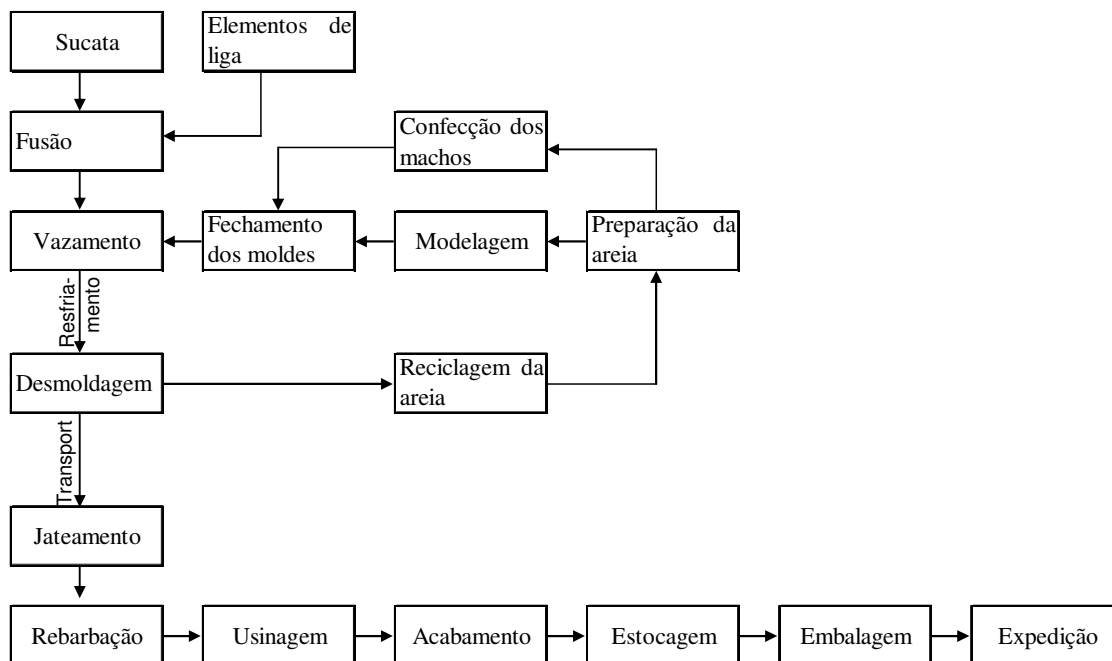 Sucata
Elementos de
liga
Fusão
Confecção dos
machos
Vazamento
Fechamento
dos moldes
Modelagem
Preparação da
areia
Resfria-
mento
Desmoldagem
Reciclagem da
areia
Transport
Jateamento
Rebarbação
Usinagem
Acabamento
Estocagem
Embalagem
Expedição